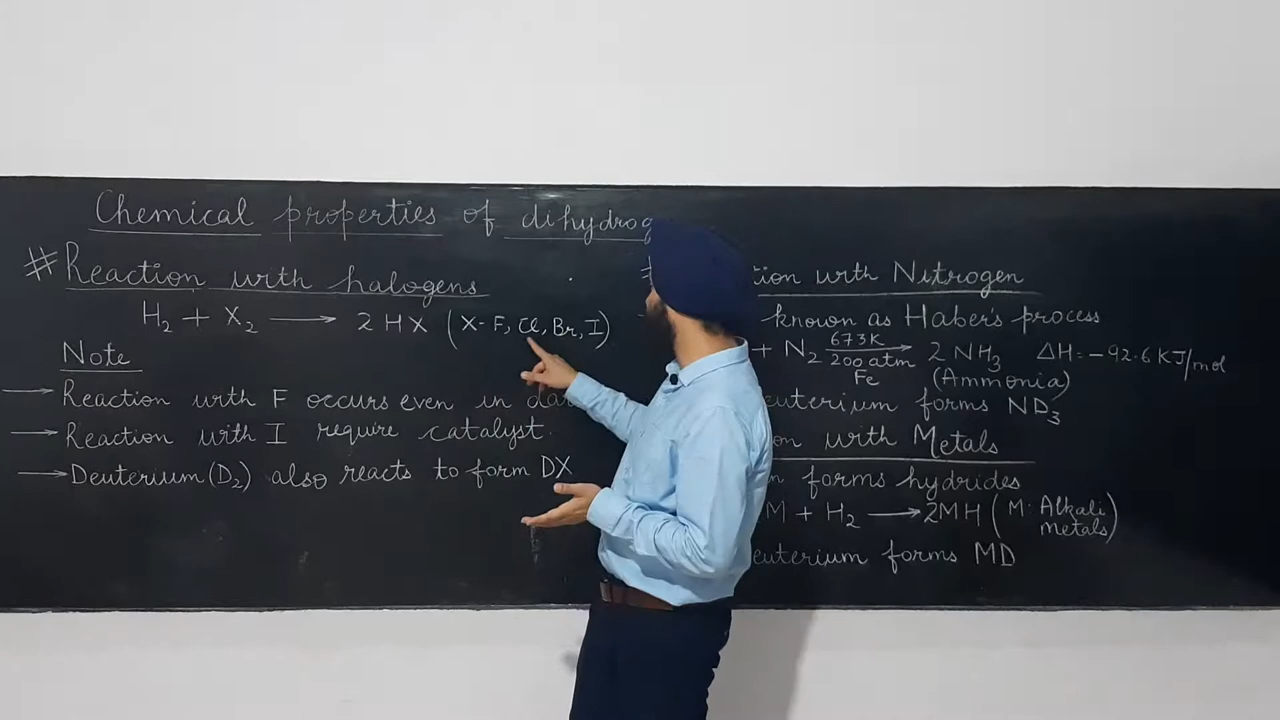 Chemical properties of dihydrog
# Reaction with halogens
H₂ + X₂ ⟶ 2 HX (X- F, Cl, Br, I)
Note
→ Reaction with F occurs even in da
→ Reaction with I require catalyst.
→ Deuterium (D₂) also reacts to form DX
tion with Nitrogen
known as Haber's process
+ N₂ 673K 200 atm Fe ⟶ 2 NH₃ ΔH = -92.6 KJ/mol
(Ammonia)
uterium forms ND₃
on with Metals
n forms hydrides
M + H₂ ⟶ 2MH (M: Alkali metals)
euterium forms MD